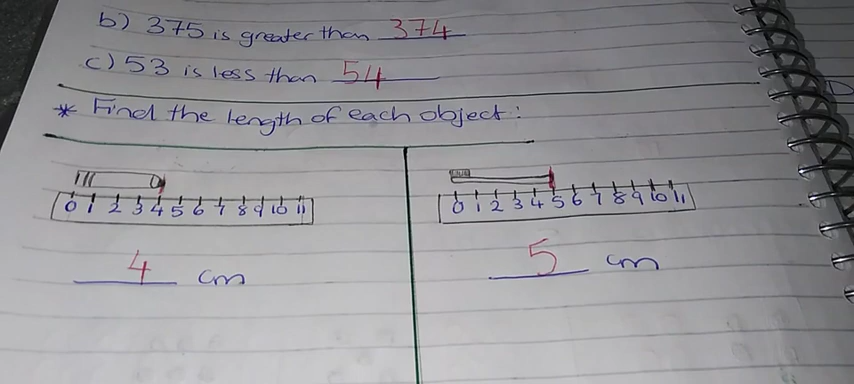 b) 375 is greater than 374
c) 53 is less than 54
* Find the length of each object:
0 1 2 3 4 5 6 7 8 9 10 11
4 cm
0 1 2 3 4 5 6 7 8 9 10 11
5 cm